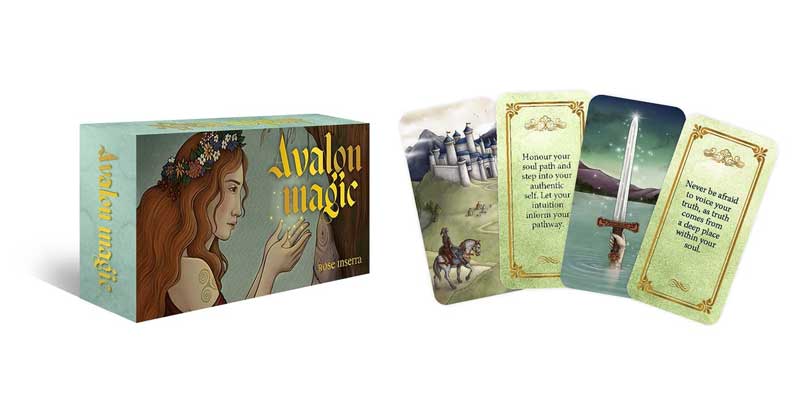 Avalon magic
Avalon
magic
Rose Inserra
Honour your
soul path and
step into your
authentic
self. Let your
intuition
inform your
pathway.
Never be afraid
to voice your
truth, as truth
comes from
a deep place
within your
soul.